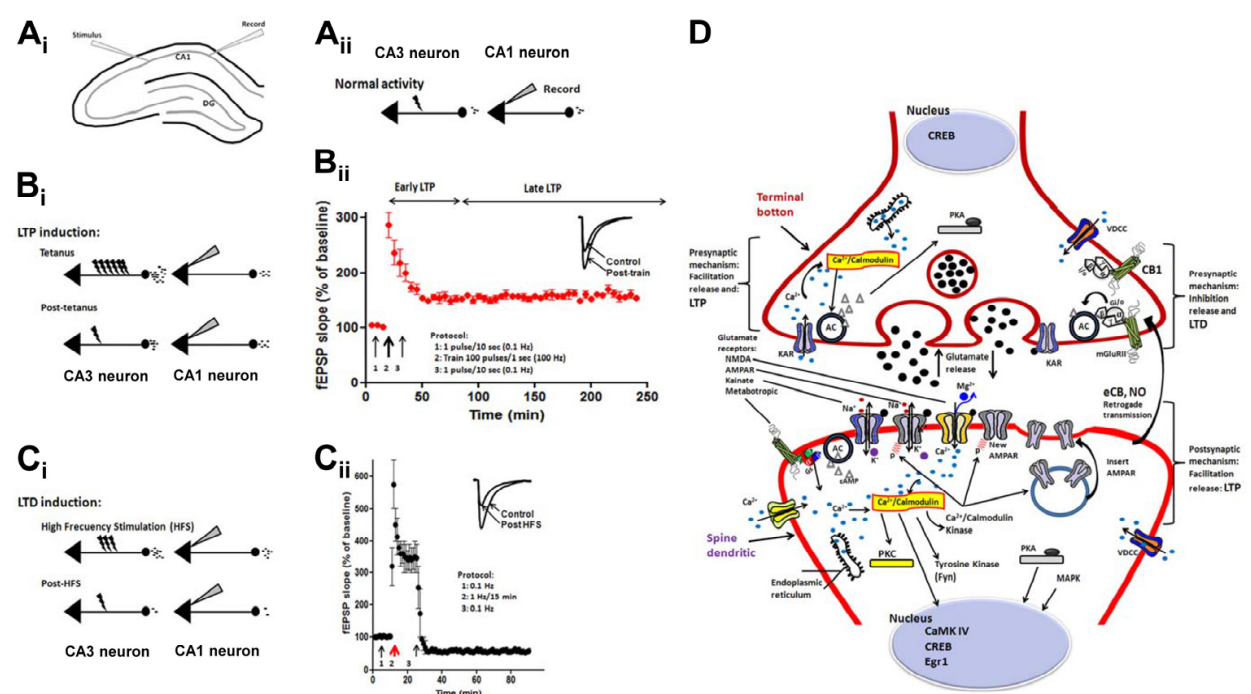 Ai
Stimulus
Record
CA1
DG
Aii
CA3 neuron
CA1 neuron
Normal activity
Record
Bi
LTP induction:
Tetanus
Post-tetanus
CA3 neuron
CA1 neuron
Bii
Early LTP
Late LTP
fEPSP slope (% of baseline)
300
200
100
0
Control
Post-train
Protocol:
1: 1 pulse/10 sec (0.1 Hz)
2: Train 100 pulses/1 sec (100 Hz)
3: 1 pulse/10 sec (0.1 Hz)
1 2 3
0 50 100 150 200 250
Time (min)
Ci
LTD induction:
High Frecuency Stimulation (HFS)
Post-HFS
CA3 neuron
CA1 neuron
Cii
fEPSP slope (% of baseline)
600
500
400
300
200
100
0
Control
Post HFS
Protocol:
1: 0.1 Hz
2: 1 Hz/15 min
3: 0.1 Hz
1 2 3
0 20 40 60 80
Time (min)
D
Nucleus
CREB
Terminal
botton
PKA
VDCC
Presynaptic
mechanism:
Facilitation
release and:
LTP
Ca²⁺/Calmodulin
Ca²⁺
AC
KAR
CB1
Gi/o
AC
mGluRII
KAR
Presynaptic
mechanism:
Inhibition
release and
LTD
Glutamate
receptors:
NMDA
AMPAR
Kainate
Metabotropic
Glutamate
release
Mg²⁺
Na⁺
Na⁺
K⁺
K⁺
P
Ca²⁺
P
New
AMPAR
eCB, NO
Retrogade
transmission
AC
cAMP
Insert
AMPAR
Postsynaptic
mechanism:
Facilitation
release: LTP
Ca²⁺
Ca²⁺
Ca²⁺/Calmodulin
Ca²⁺/Calmodulin
Kinase
Spine
dendritic
PKC
Tyrosine Kinase
(Fyn)
PKA
VDCC
MAPK
Endoplasmic
reticulum
Nucleus
CaMK IV
CREB
Egr1